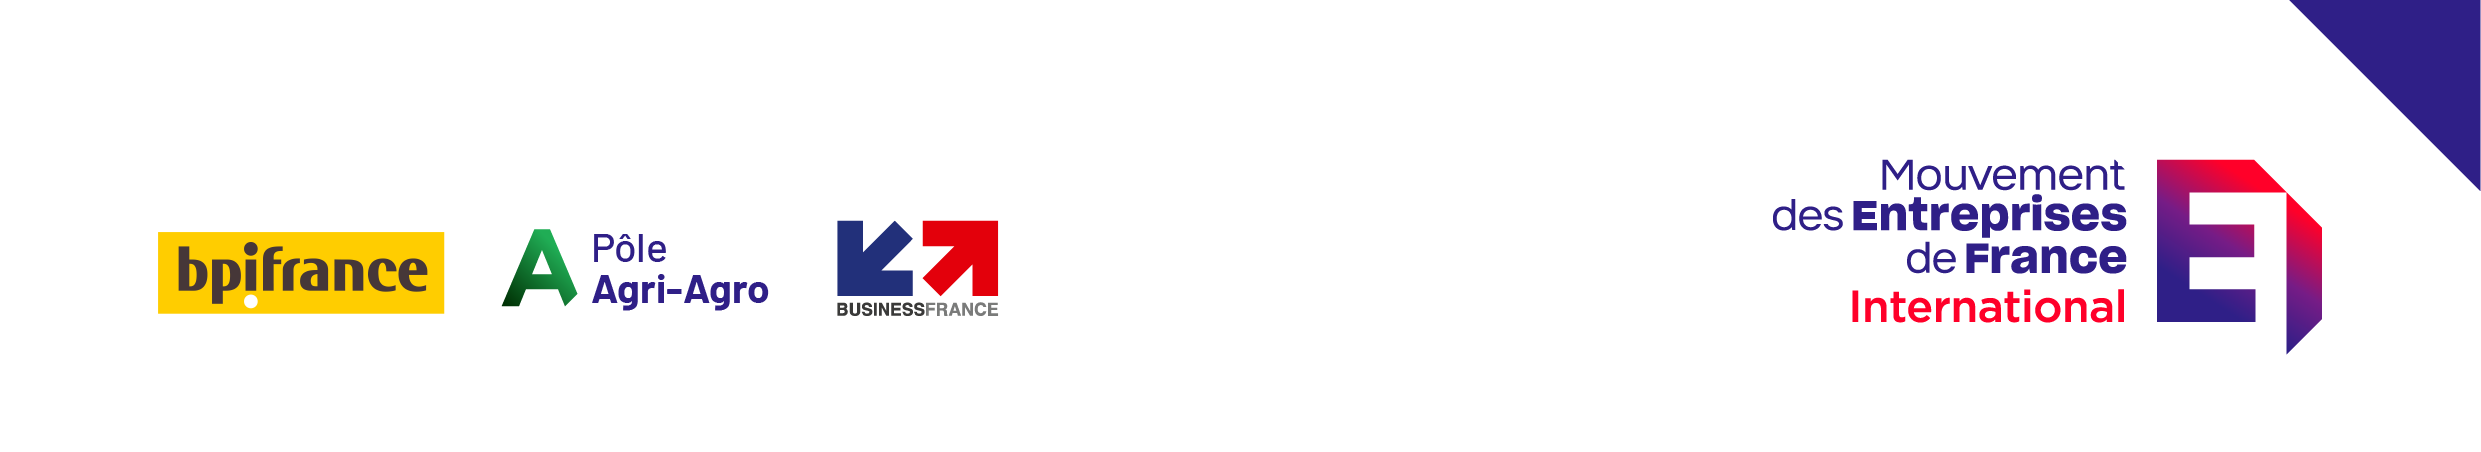 bpifrance
Pôle
Agri-Agro
BUSINESSFRANCE
Mouvement
des Entreprises
de France
International